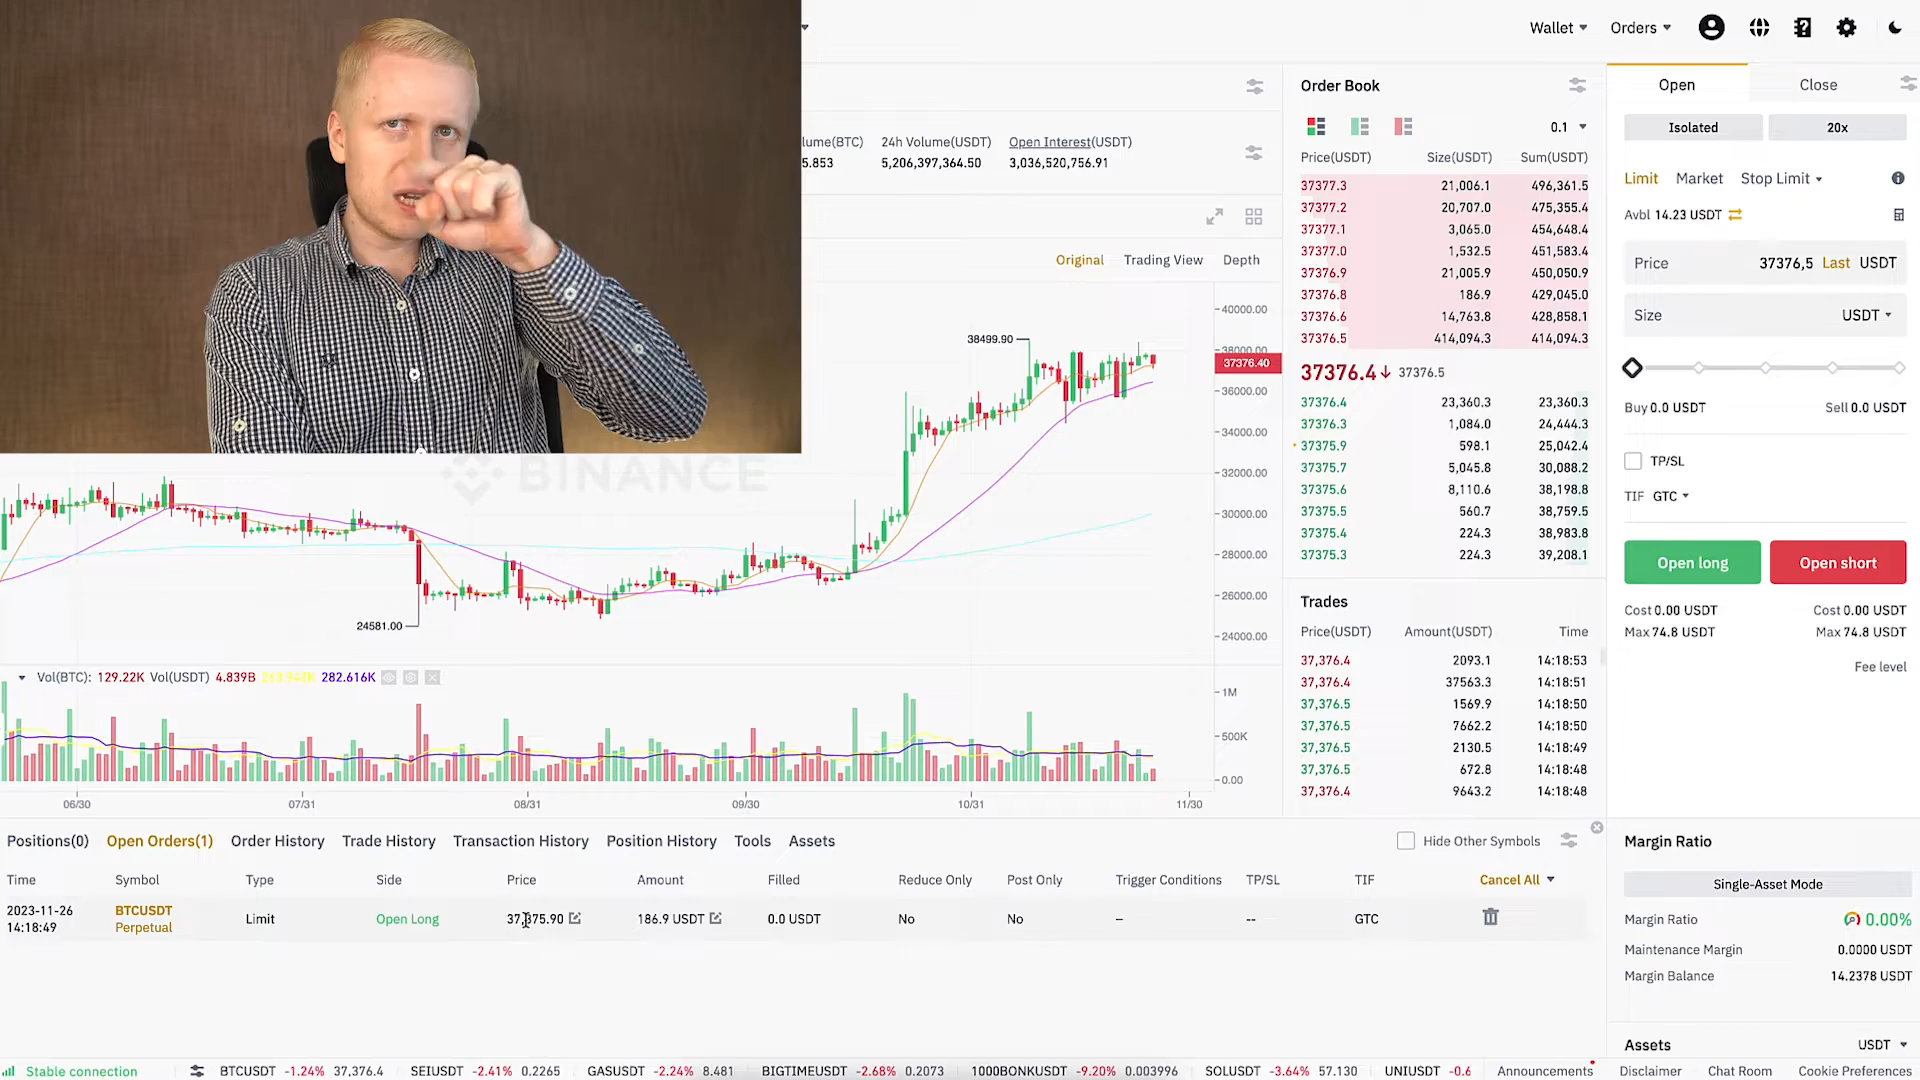 Wallet Orders
Order Book
Open Close
Isolated 20x
0.1
lume(BTC) 24h Volume(USDT) Open Interest(USDT)
5.853 5,206,397,364.50 3,036,520,756.91
Price(USDT) Size(USDT) Sum(USDT)
37377.3 21,006.1 496,361.5
37377.2 20,707.0 475,355.4
37377.1 3,065.0 454,648.4
37377.0 1,532.5 451,583.4
37376.9 21,005.9 450,050.9
37376.8 186.9 429,045.0
37376.6 14,763.8 428,858.1
37376.5 414,094.3 414,094.3
37376.4↓ 37376.5
37376.4 23,360.3 23,360.3
37376.3 1,084.0 24,444.3
37375.9 598.1 25,042.4
37375.7 5,045.8 30,088.2
37375.6 8,110.6 38,198.8
37375.5 560.7 38,759.5
37375.4 224.3 38,983.8
37375.3 224.3 39,208.1
Limit Market Stop Limit
Avbl 14.23 USDT
Price 37376,5 Last USDT
Size USDT
Buy 0.0 USDT Sell 0.0 USDT
TP/SL
TIF GTC
Open long Open short
Cost 0.00 USDT Cost 0.00 USDT
Max 74.8 USDT Max 74.8 USDT
Fee level
Original Trading View Depth
40000.00
38499.90
38000.00
37376.40
36000.00
34000.00
32000.00
BINANCE
30000.00
28000.00
26000.00
24581.00
24000.00
Vol(BTC): 129.22K Vol(USDT) 4.839B 282.616K
1M
500K
0.00
06/30 07/31 08/31 09/30 10/31 11/30
Trades
Price(USDT) Amount(USDT) Time
37,376.4 2093.1 14:18:53
37,376.4 37563.3 14:18:51
37,376.5 1569.9 14:18:50
37,376.5 7662.2 14:18:50
37,376.5 2130.5 14:18:49
37,376.5 672.8 14:18:48
37,376.4 9643.2 14:18:48
Positions(0) Open Orders(1) Order History Trade History Transaction History Position History Tools Assets Hide Other Symbols
Time Symbol Type Side Price Amount Filled Reduce Only Post Only Trigger Conditions TP/SL TIF Cancel All
2023-11-26 BTCUSDT
14:18:49 Perpetual Limit Open Long 37,375.90 186.9 USDT 0.0 USDT No No – -- GTC
Margin Ratio
Single-Asset Mode
Margin Ratio 0.00%
Maintenance Margin 0.0000 USDT
Margin Balance 14.2378 USDT
Assets USDT
Stable connection BTCUSDT -1.24% 37,376.4 SEIUSDT -2.41% 0.2265 GASUSDT -2.24% 8.481 BIGTIMEUSDT -2.68% 0.2073 1000BONKUSDT -9.20% 0.003996 SOLUSDT -3.64% 57.130 UNIUSDT -0.6 Announcements Disclaimer Chat Room Cookie Preferences